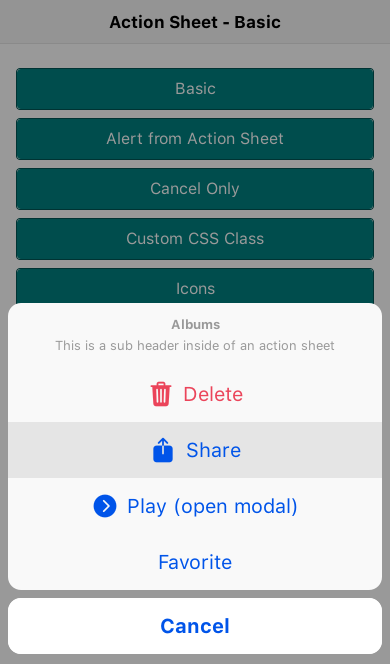 Action Sheet - Basic
Basic
Alert from Action Sheet
Cancel Only
Custom CSS Class
Icons
Albums
This is a sub header inside of an action sheet
Delete
Share
Play (open modal)
Favorite
Cancel